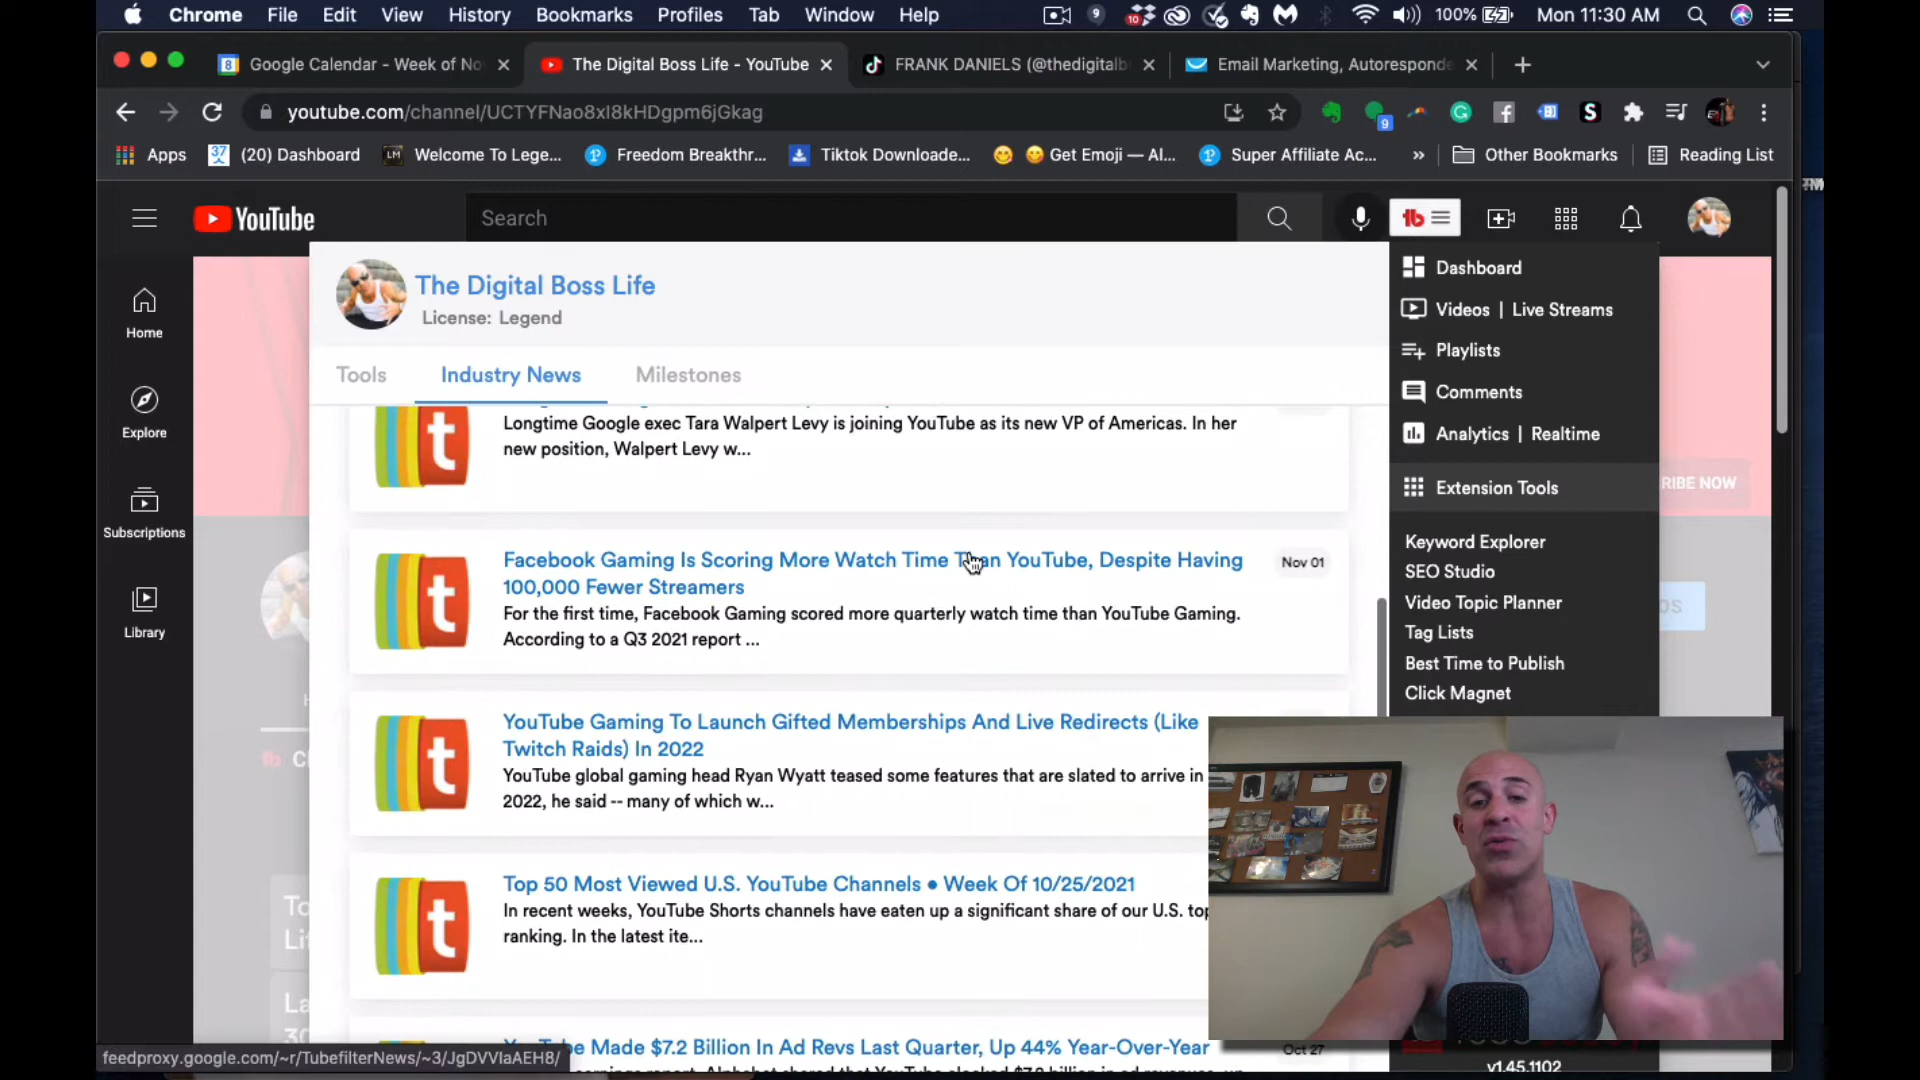 Chrome File Edit View History Bookmarks Profiles Tab Window Help 9 10 100% Mon 11:30 AM
8 Google Calendar - Week of No The Digital Boss Life - YouTube FRANK DANIELS (@thedigitalb Email Marketing, Autoresponde
youtube.com/channel/UCTYFNao8xI8kHDgpm6jGkag 9
Apps 37 (20) Dashboard LM Welcome To Lege... Freedom Breakthr... Tiktok Downloade... Get Emoji — Al... Super Affiliate Ac... » Other Bookmarks Reading List
YouTube Search tb
Home
Explore
Subscriptions
Library
The Digital Boss Life
License: Legend
Tools Industry News Milestones
Longtime Google exec Tara Walpert Levy is joining YouTube as its new VP of Americas. In her
new position, Walpert Levy w...
Facebook Gaming Is Scoring More Watch Time Than YouTube, Despite Having
100,000 Fewer Streamers
Nov 01
For the first time, Facebook Gaming scored more quarterly watch time than YouTube Gaming.
According to a Q3 2021 report ...
YouTube Gaming To Launch Gifted Memberships And Live Redirects (Like
Twitch Raids) In 2022
YouTube global gaming head Ryan Wyatt teased some features that are slated to arrive in
2022, he said -- many of which w...
Top 50 Most Viewed U.S. YouTube Channels • Week Of 10/25/2021
In recent weeks, YouTube Shorts channels have eaten up a significant share of our U.S. top
ranking. In the latest ite...
YouTube Made $7.2 Billion In Ad Revs Last Quarter, Up 44% Year-Over-Year
Oct 27
Dashboard
Videos | Live Streams
Playlists
Comments
Analytics | Realtime
Extension Tools
Keyword Explorer
SEO Studio
Video Topic Planner
Tag Lists
Best Time to Publish
Click Magnet
RIBE NOW
OS
v1.45.1102
feedproxy.google.com/~r/TubefilterNews/~3/JgDVVIaAEH8/